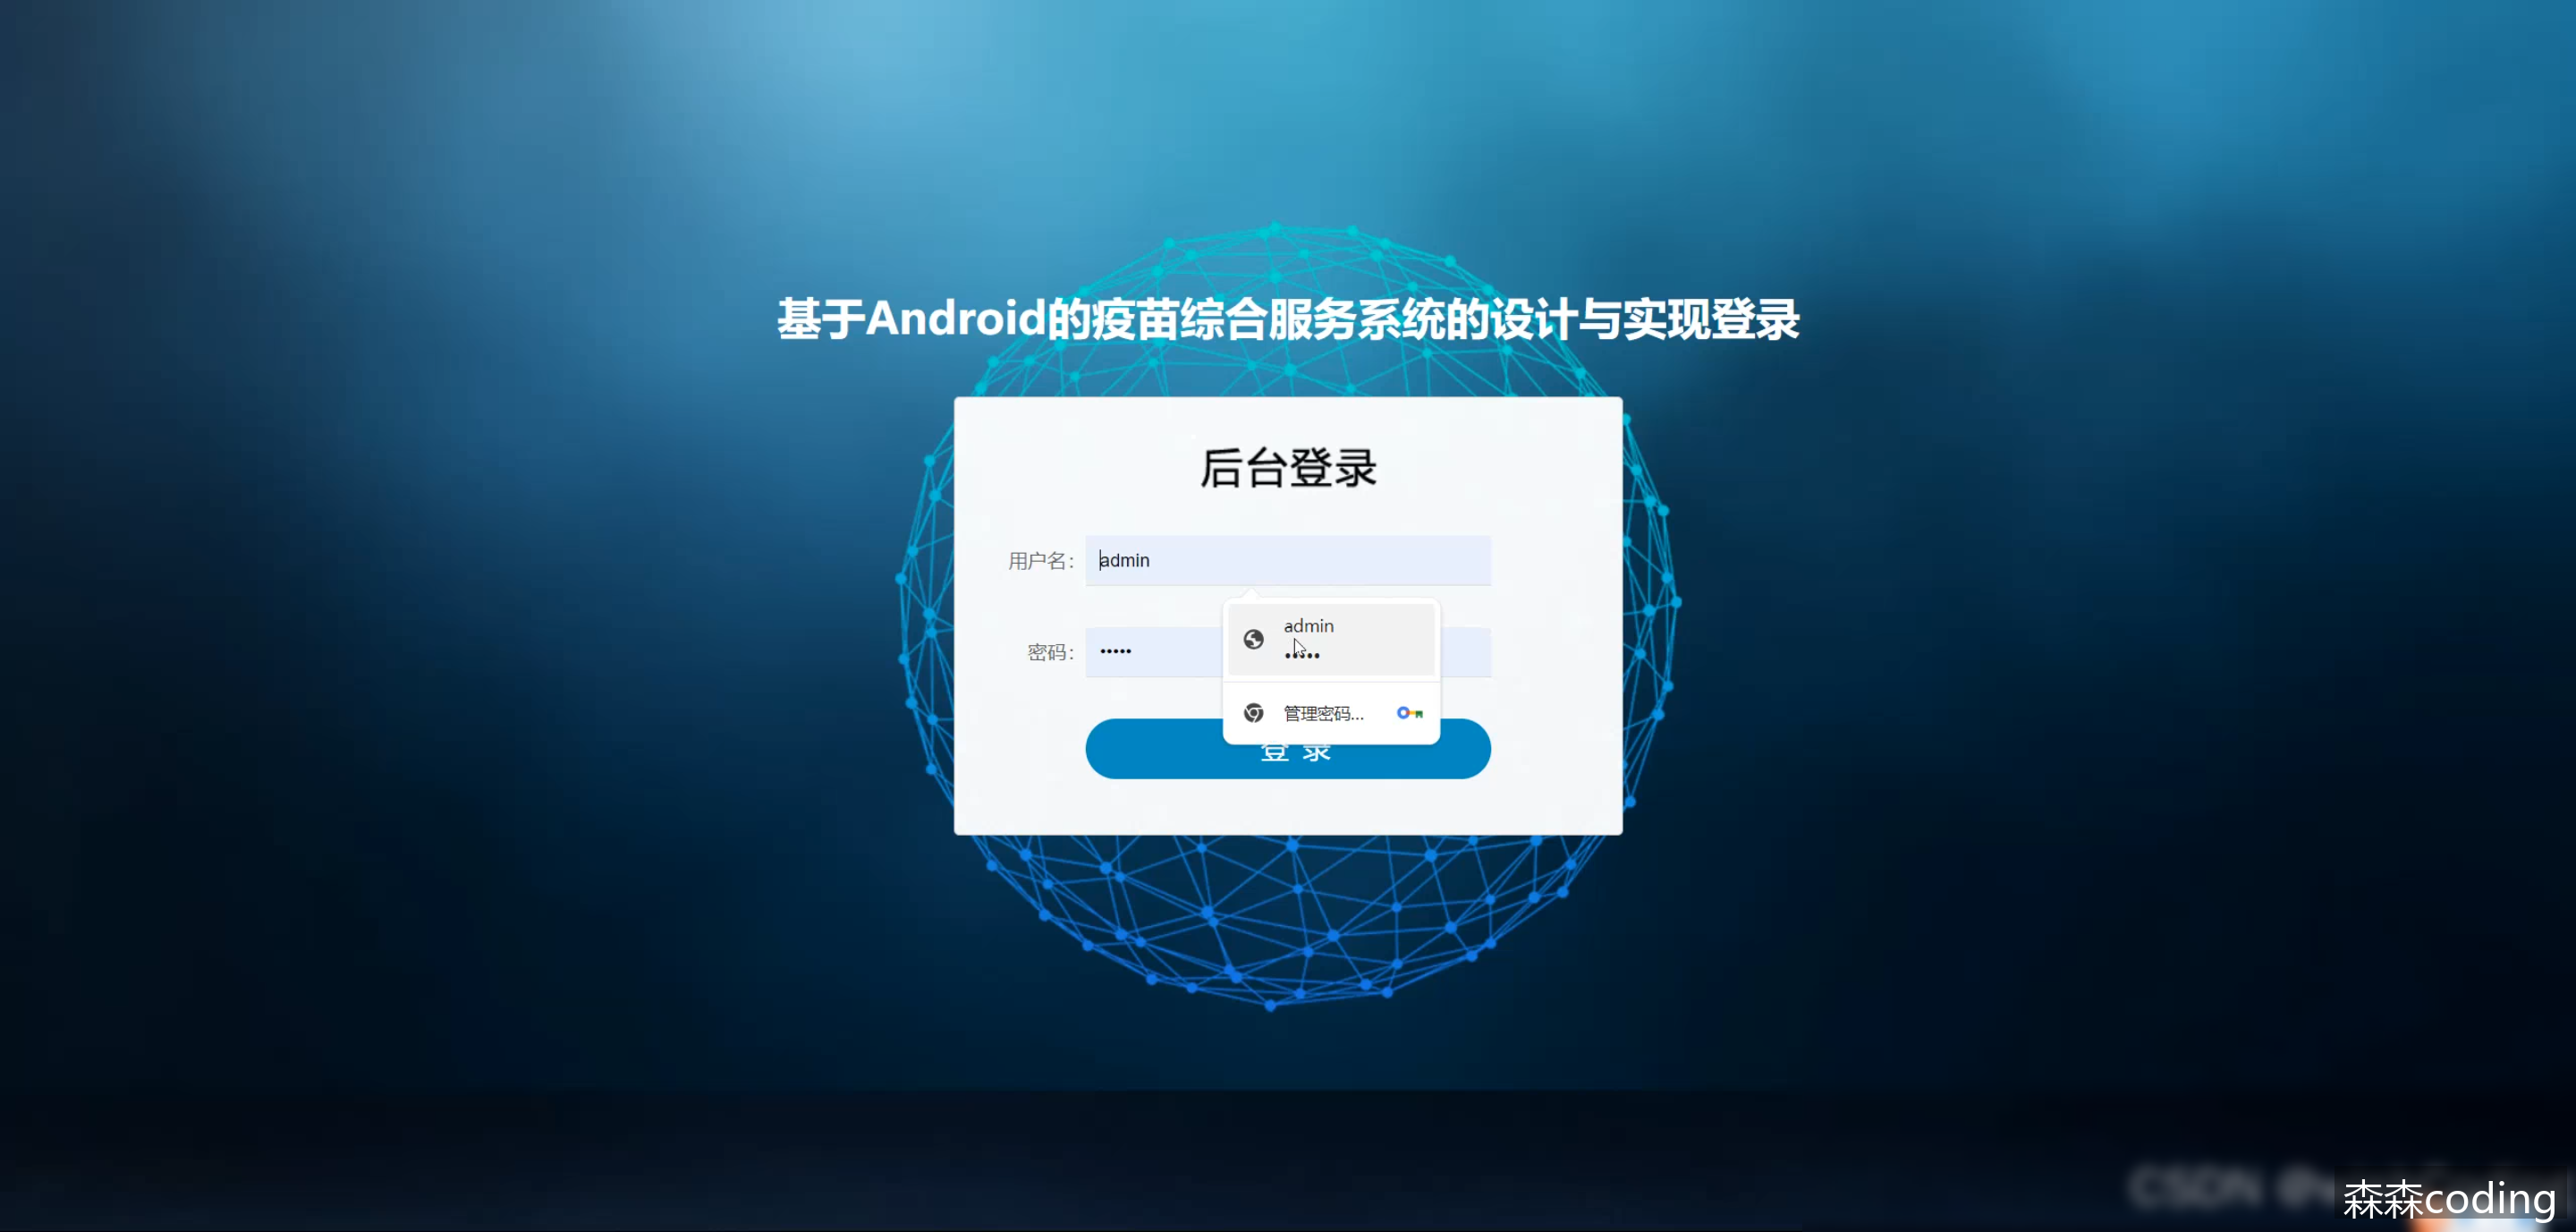 基于Android的疫苗综合服务系统的设计与实现登录
后台登录
用户名：
admin
admin
•••••
密码：
•••••
管理密码...
登 录
CSDN
森森coding